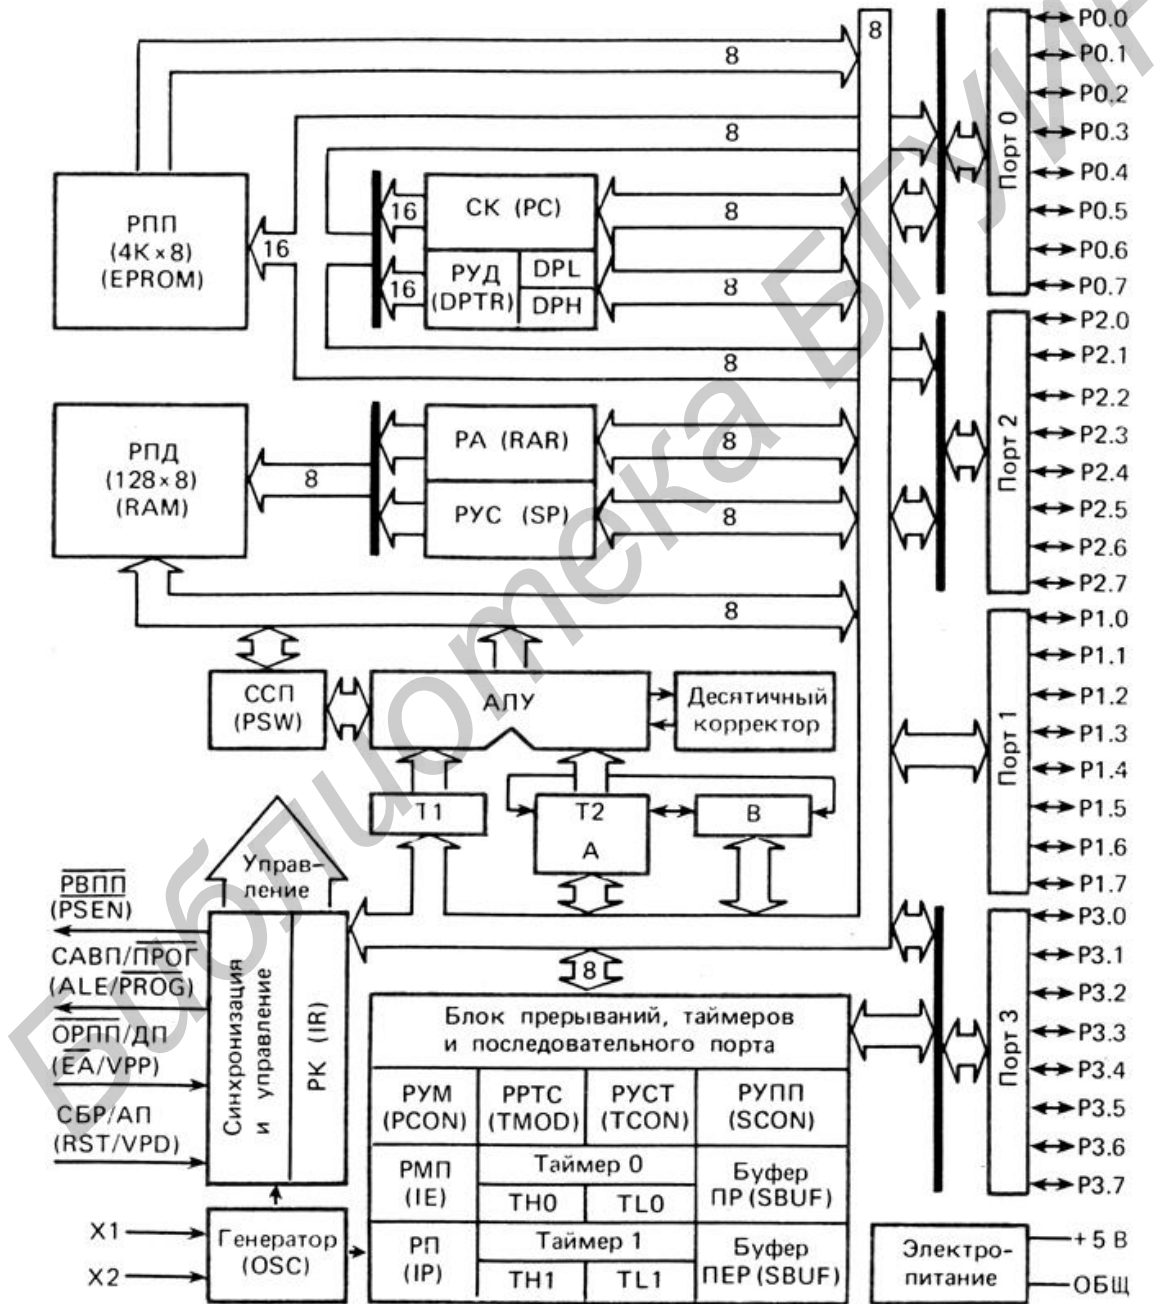 8
8
8
РПП
(4К×8)
(EPROM)
16
16
16
СК (PC)
РУД
(DPTR)
DPL
DPH
8
8
8
РПД
(128×8)
(RAM)
8
РА (RAR)
РУС (SP)
8
8
8
ССП
(PSW)
АЛУ
Десятичный
корректор
Т1
Т2
А
В
Управ-
ление
РВПП
(PSEN)
САВП/ПРОГ
(ALE/PROG)
ОРПП/ДП
(EA/VPP)
СБР/АП
(RST/VPD)
Синхронизация
и управление
РК (IR)
X1
X2
Генератор
(OSC)
8
Блок прерываний, таймеров
и последовательного порта
РУМ
(PCON)
РРТС
(TMOD)
РУСТ
(TCON)
РУПП
(SCON)
РМП
(IE)
Таймер 0
TH0
TL0
Буфер
ПР (SBUF)
РП
(IP)
Таймер 1
TH1
TL1
Буфер
ПЕР (SBUF)
Порт 0
P0.0
P0.1
P0.2
P0.3
P0.4
P0.5
P0.6
P0.7
Порт 2
P2.0
P2.1
P2.2
P2.3
P2.4
P2.5
P2.6
P2.7
Порт 1
P1.0
P1.1
P1.2
P1.3
P1.4
P1.5
P1.6
P1.7
Порт 3
P3.0
P3.1
P3.2
P3.3
P3.4
P3.5
P3.6
P3.7
Электро-
питание
+5 В
ОБЩ
Библиотека БГУИР